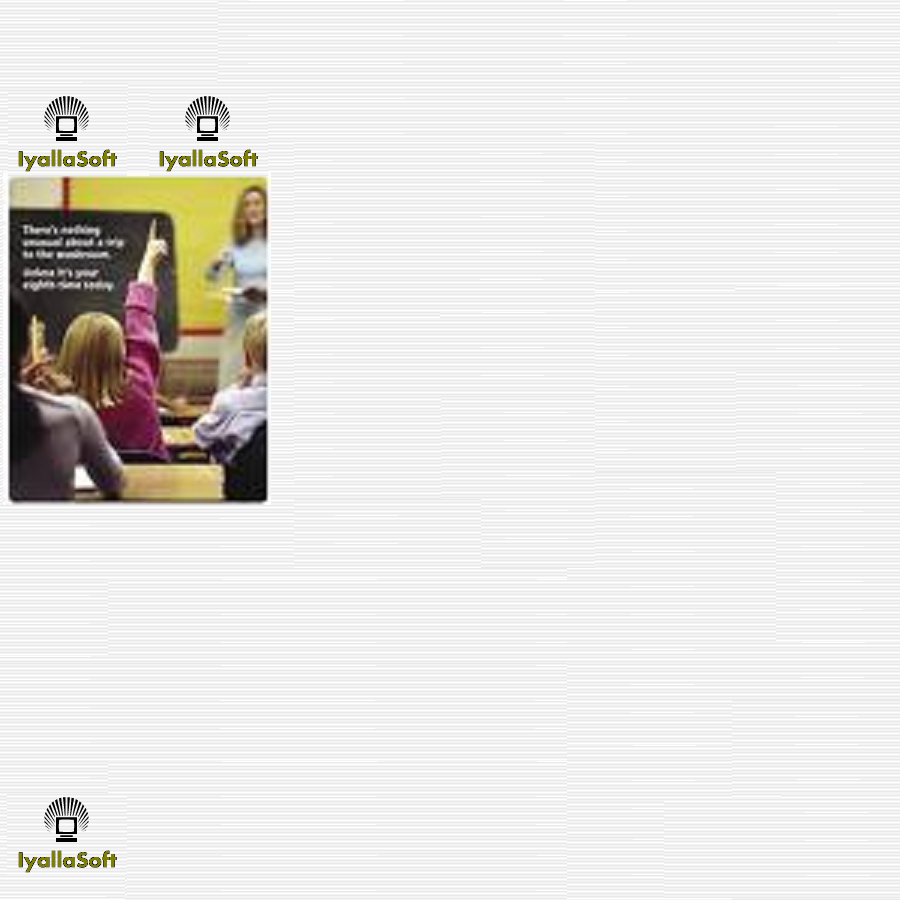 IyallaSoft IyallaSoft
There's nothing
unusual about a trip
to the washroom.
Unless it's your
eighth time today.
IyallaSoft